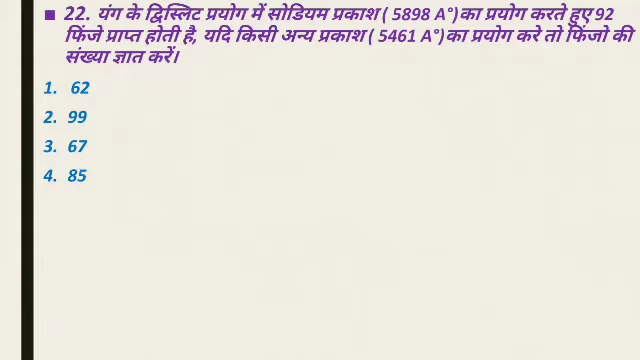 22. यंग के द्विस्लिट प्रयोग में सोडियम प्रकाश ( 5898 A°)का प्रयोग करते हुए 92
फिंजे प्राप्त होती है, यदि किसी अन्य प्रकाश ( 5461 A°)का प्रयोग करे तो फिंजो की
संख्या ज्ञात करें।
1. 62
2. 99
3. 67
4. 85